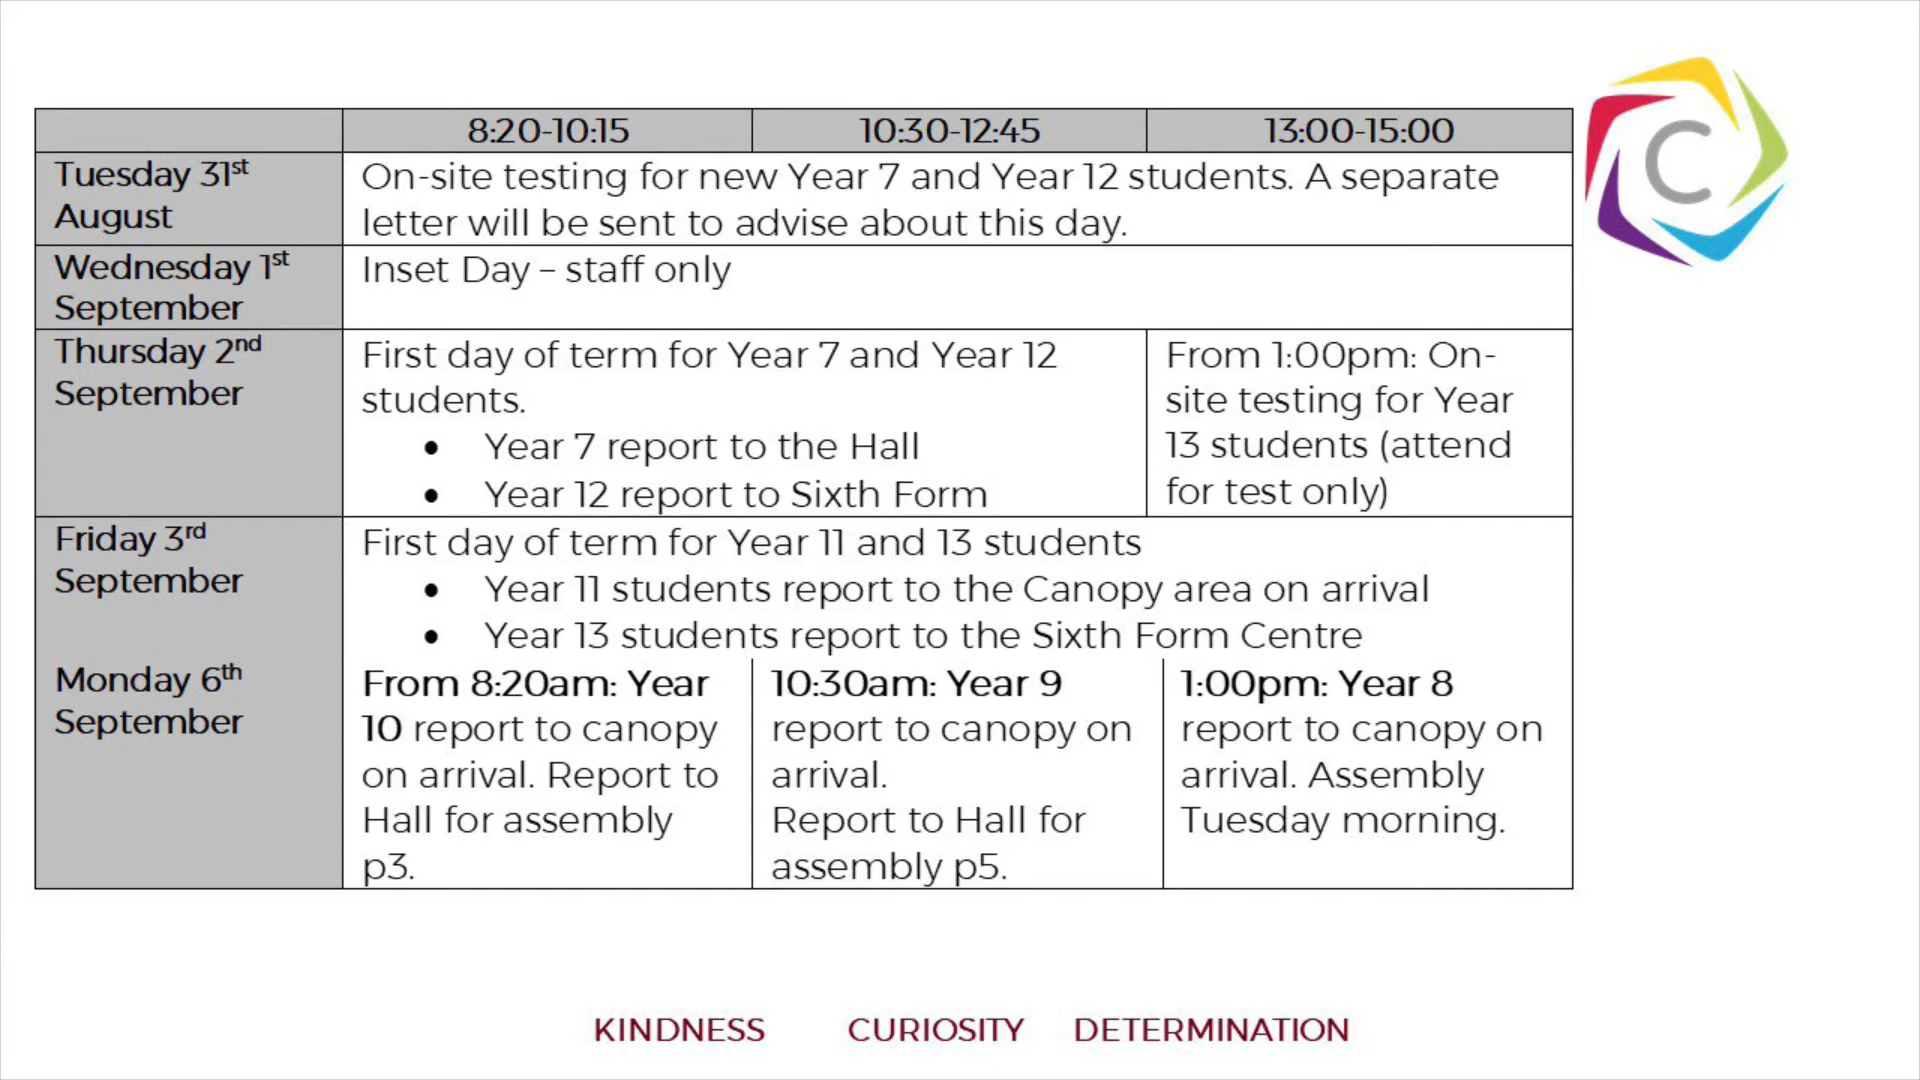 8:20-10:15 10:30-12:45 13:00-15:00
Tuesday 31st
August
On-site testing for new Year 7 and Year 12 students. A separate
letter will be sent to advise about this day.
Wednesday 1st
September
Inset Day – staff only
Thursday 2nd
September
First day of term for Year 7 and Year 12
students.
• Year 7 report to the Hall
• Year 12 report to Sixth Form
From 1:00pm: On-
site testing for Year
13 students (attend
for test only)
Friday 3rd
September
First day of term for Year 11 and 13 students
• Year 11 students report to the Canopy area on arrival
• Year 13 students report to the Sixth Form Centre
Monday 6th
September
From 8:20am: Year
10 report to canopy
on arrival. Report to
Hall for assembly
p3.
10:30am: Year 9
report to canopy on
arrival.
Report to Hall for
assembly p5.
1:00pm: Year 8
report to canopy on
arrival. Assembly
Tuesday morning.
C
KINDNESS CURIOSITY DETERMINATION